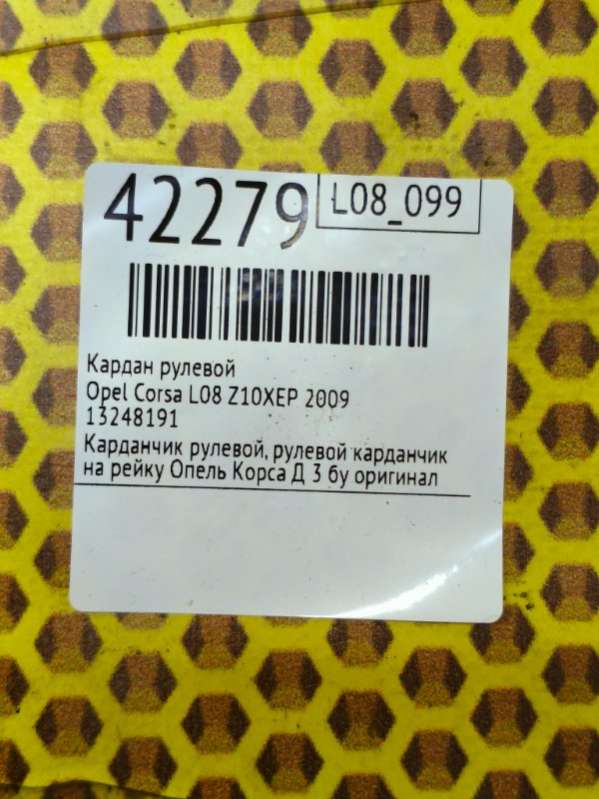 42279
L08_099
Кардан рулевой
Opel Corsa L08 Z10XEP 2009
13248191
Карданчик рулевой, рулевой карданчик
на рейку Опель Корса Д 3 бу оригинал